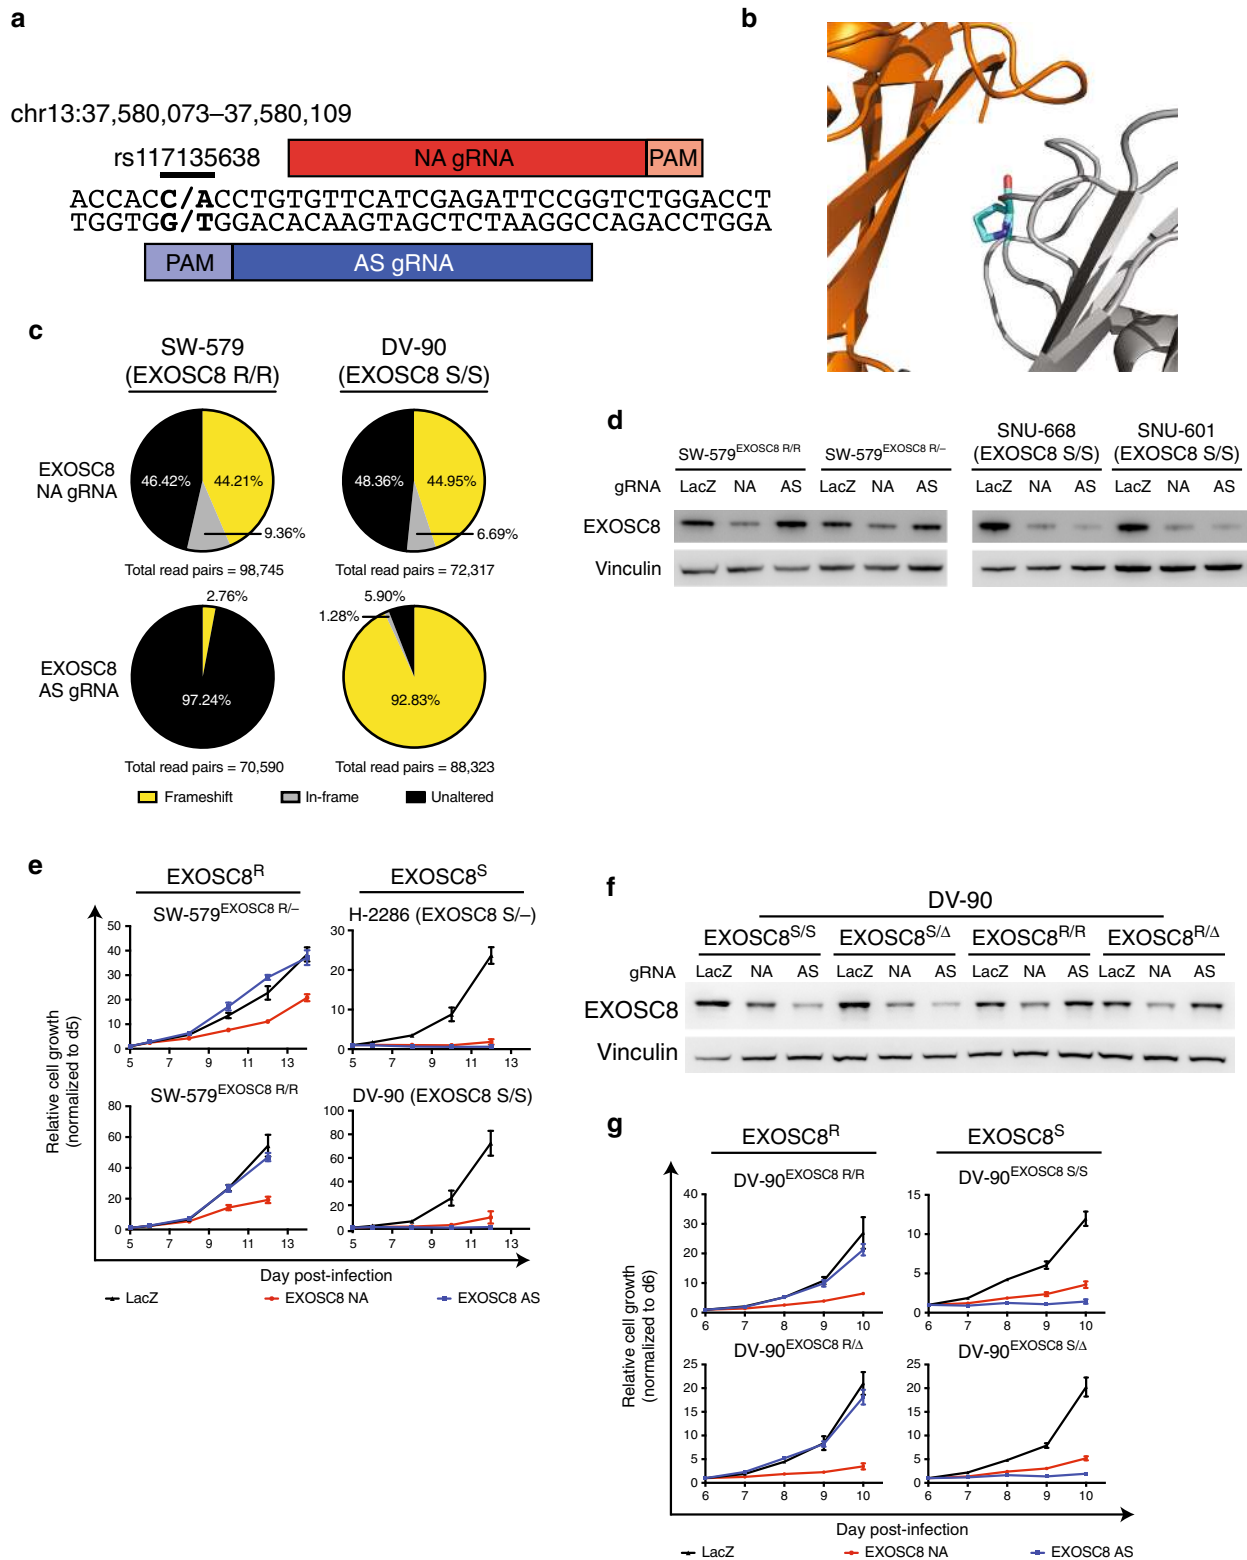 a
chr13:37,580,073–37,580,109
rs117135638
NA gRNA
PAM
ACCACC/ACCTGTGTTCATCGAGATTCCGGTCTGGACCT
TGGTGG/TGGACACAAGTAGCTCTAAGGCCAGACCTGGA
PAM
AS gRNA
b
c
SW-579
(EXOSC8 R/R)
DV-90
(EXOSC8 S/S)
EXOSC8
NA gRNA
46.42%
44.21%
9.36%
48.36%
44.95%
6.69%
Total read pairs = 98,745
Total read pairs = 72,317
EXOSC8
AS gRNA
2.76%
97.24%
5.90%
1.28%
92.83%
Total read pairs = 70,590
Total read pairs = 88,323
Frameshift
In-frame
Unaltered
d
SW-579EXOSC8 R/R
SW-579EXOSC8 R/–
SNU-668
(EXOSC8 S/S)
SNU-601
(EXOSC8 S/S)
gRNA LacZ NA AS LacZ NA AS LacZ NA AS LacZ NA AS
EXOSC8
Vinculin
e
EXOSC8R
EXOSC8S
Relative cell growth
(normalized to d5)
SW-579EXOSC8 R/–
50
40
30
20
10
0
5 7 9 11 13
H-2286 (EXOSC8 S/–)
30
20
10
0
5 7 9 11 13
SW-579EXOSC8 R/R
80
60
40
20
0
5 7 9 11 13
DV-90 (EXOSC8 S/S)
100
80
60
40
20
0
5 7 9 11 13
Day post-infection
LacZ
EXOSC8 NA
EXOSC8 AS
f
DV-90
EXOSC8S/S EXOSC8S/Δ EXOSC8R/R EXOSC8R/Δ
gRNA LacZ NA AS LacZ NA AS LacZ NA AS LacZ NA AS
EXOSC8
Vinculin
g
EXOSC8R
EXOSC8S
Relative cell growth
(normalized to d6)
DV-90EXOSC8 R/R
40
30
20
10
0
6 7 8 9 10
DV-90EXOSC8 S/S
15
10
5
0
6 7 8 9 10
DV-90EXOSC8 R/Δ
25
20
15
10
5
0
6 7 8 9 10
DV-90EXOSC8 S/Δ
25
20
15
10
5
0
6 7 8 9 10
Day post-infection
LacZ
EXOSC8 NA
EXOSC8 AS